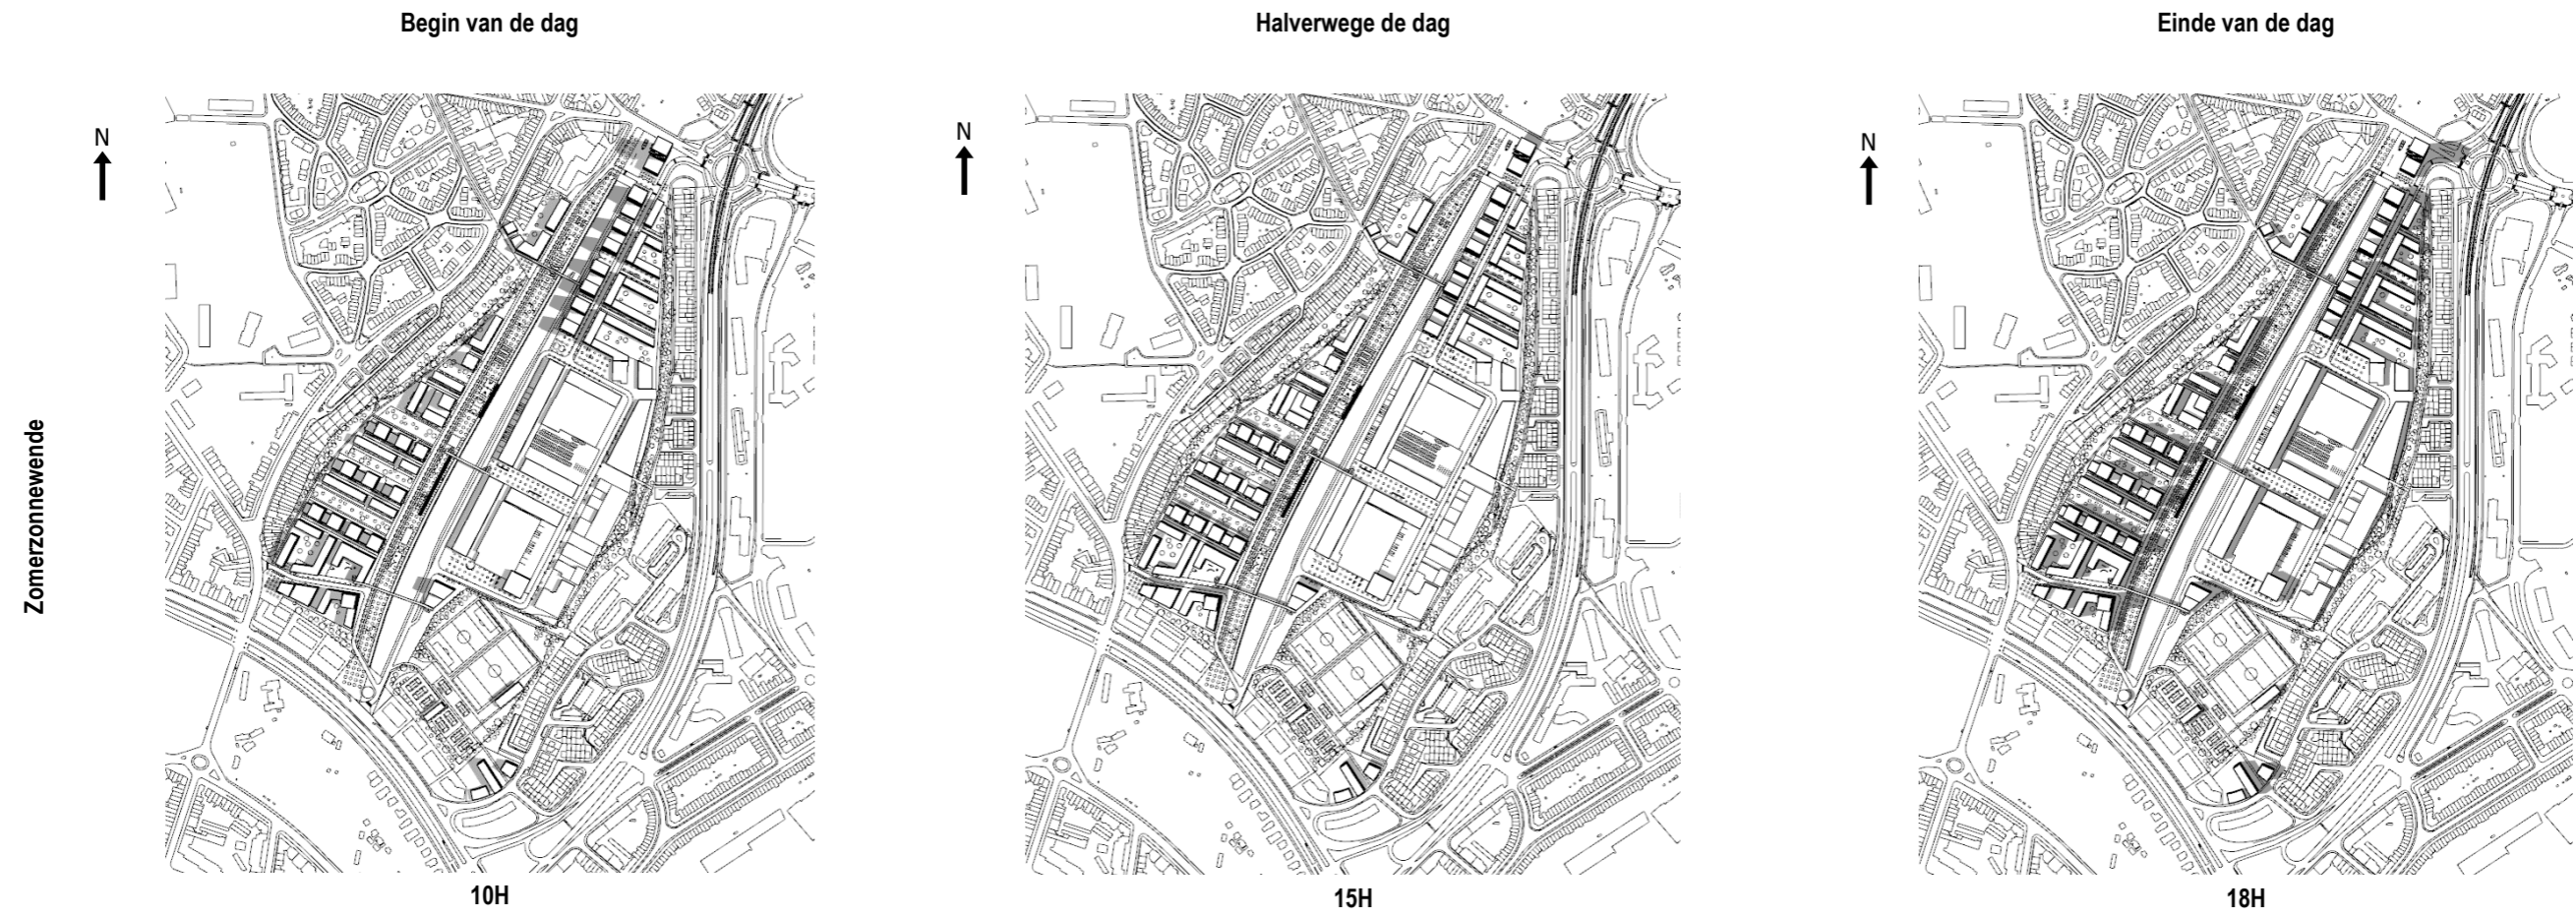 Begin van de dag
Halverwege de dag
Einde van de dag
N
N
N
Zomerzonnewende
10H
15H
18H